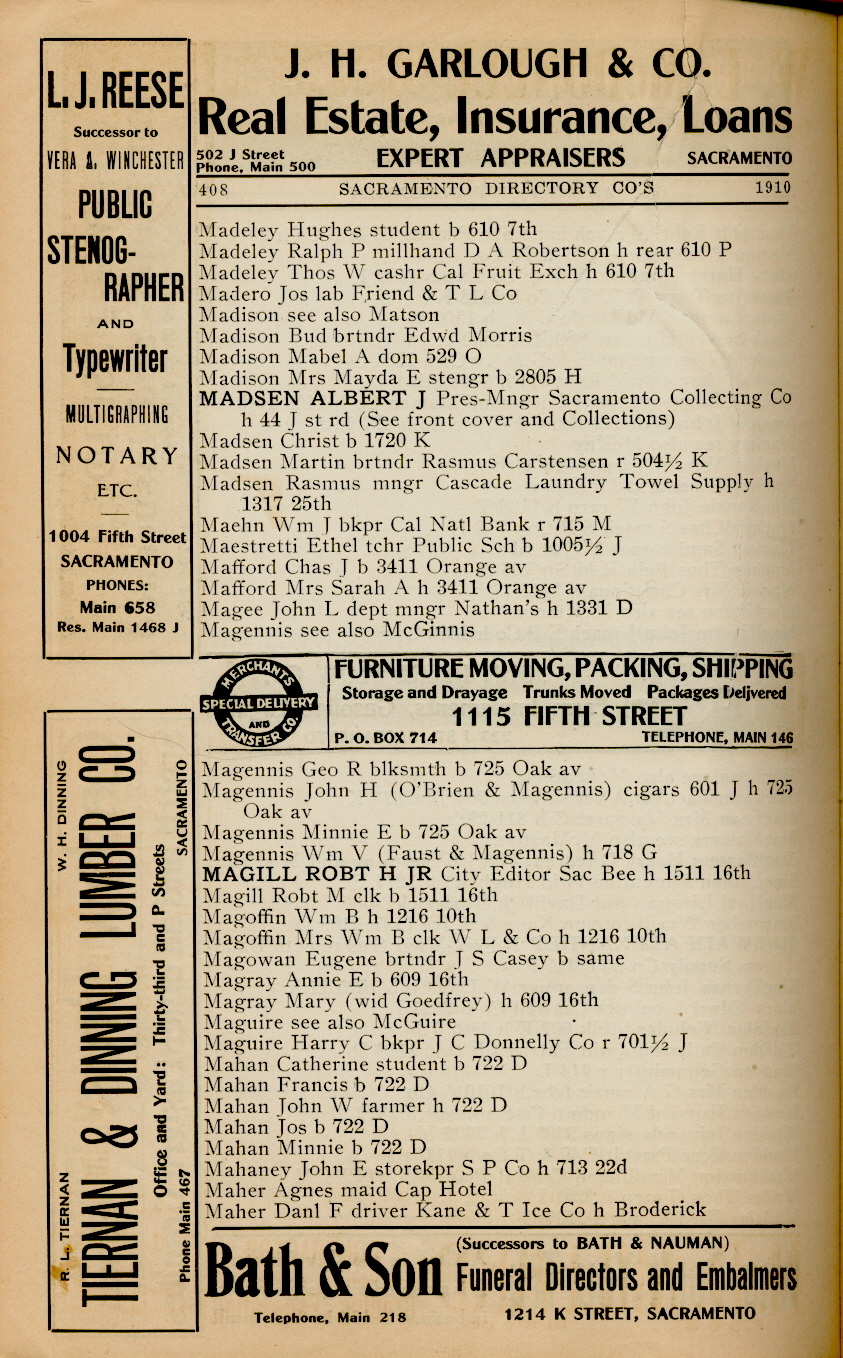 L. J. REESE
Successor to
VERA A. WINCHESTER
PUBLIC
STENOG-
RAPHER
AND
Typewriter
MULTIGRAPHING
NOTARY
ETC.
1004 Fifth Street
SACRAMENTO
PHONES:
Main 658
Res. Main 1468 J
J. H. GARLOUGH & CO.
Real Estate, Insurance, Loans
502 J Street
Phone, Main 500
EXPERT APPRAISERS
SACRAMENTO
408 SACRAMENTO DIRECTORY CO'S 1910
Madeley Hughes student b 610 7th
Madeley Ralph P millhand D A Robertson h rear 610 P
Madeley Thos W cashr Cal Fruit Exch h 610 7th
Madero Jos lab Friend & T L Co
Madison see also Matson
Madison Bud brtndr Edwd Morris
Madison Mabel A dom 529 O
Madison Mrs Mayda E stengr b 2805 H
MADSEN ALBERT J Pres-Mngr Sacramento Collecting Co
h 44 J st rd (See front cover and Collections)
Madsen Christ b 1720 K
Madsen Martin brtndr Rasmus Carstensen r 504½ K
Madsen Rasmus mngr Cascade Laundry Towel Supply h
1317 25th
Maehn Wm J bkpr Cal Natl Bank r 715 M
Maestretti Ethel tchr Public Sch b 1005½ J
Mafford Chas J b 3411 Orange av
Mafford Mrs Sarah A h 3411 Orange av
Magee John L dept mngr Nathan's h 1331 D
Magennis see also McGinnis
MERCHANTS
SPECIAL DELIVERY
AND
TRANSFER CO.
FURNITURE MOVING, PACKING, SHIPPING
Storage and Drayage Trunks Moved Packages Delivered
1115 FIFTH STREET
P. O. BOX 714 TELEPHONE, MAIN 146
R. L. TIERNAN W. H. DINNING
TIERNAN & DINNING LUMBER CO.
Office and Yard: Thirty-third and P Streets
Phone Main 467 SACRAMENTO
Magennis Geo R blksmth b 725 Oak av
Magennis John H (O'Brien & Magennis) cigars 601 J h 725
Oak av
Magennis Minnie E b 725 Oak av
Magennis Wm V (Faust & Magennis) h 718 G
MAGILL ROBT H JR City Editor Sac Bee h 1511 16th
Magill Robt M clk b 1511 16th
Magoffin Wm B h 1216 10th
Magoffin Mrs Wm B clk W L & Co h 1216 10th
Magowan Eugene brtndr J S Casey b same
Magray Annie E b 609 16th
Magray Mary (wid Goedfrey) h 609 16th
Maguire see also McGuire
Maguire Harry C bkpr J C Donnelly Co r 701½ J
Mahan Catherine student b 722 D
Mahan Francis b 722 D
Mahan John W farmer h 722 D
Mahan Jos b 722 D
Mahan Minnie b 722 D
Mahaney John E storekpr S P Co h 713 22d
Maher Agnes maid Cap Hotel
Maher Danl F driver Kane & T Ice Co h Broderick
Bath & Son
Telephone, Main 218
(Successors to BATH & NAUMAN)
Funeral Directors and Embalmers
1214 K STREET, SACRAMENTO